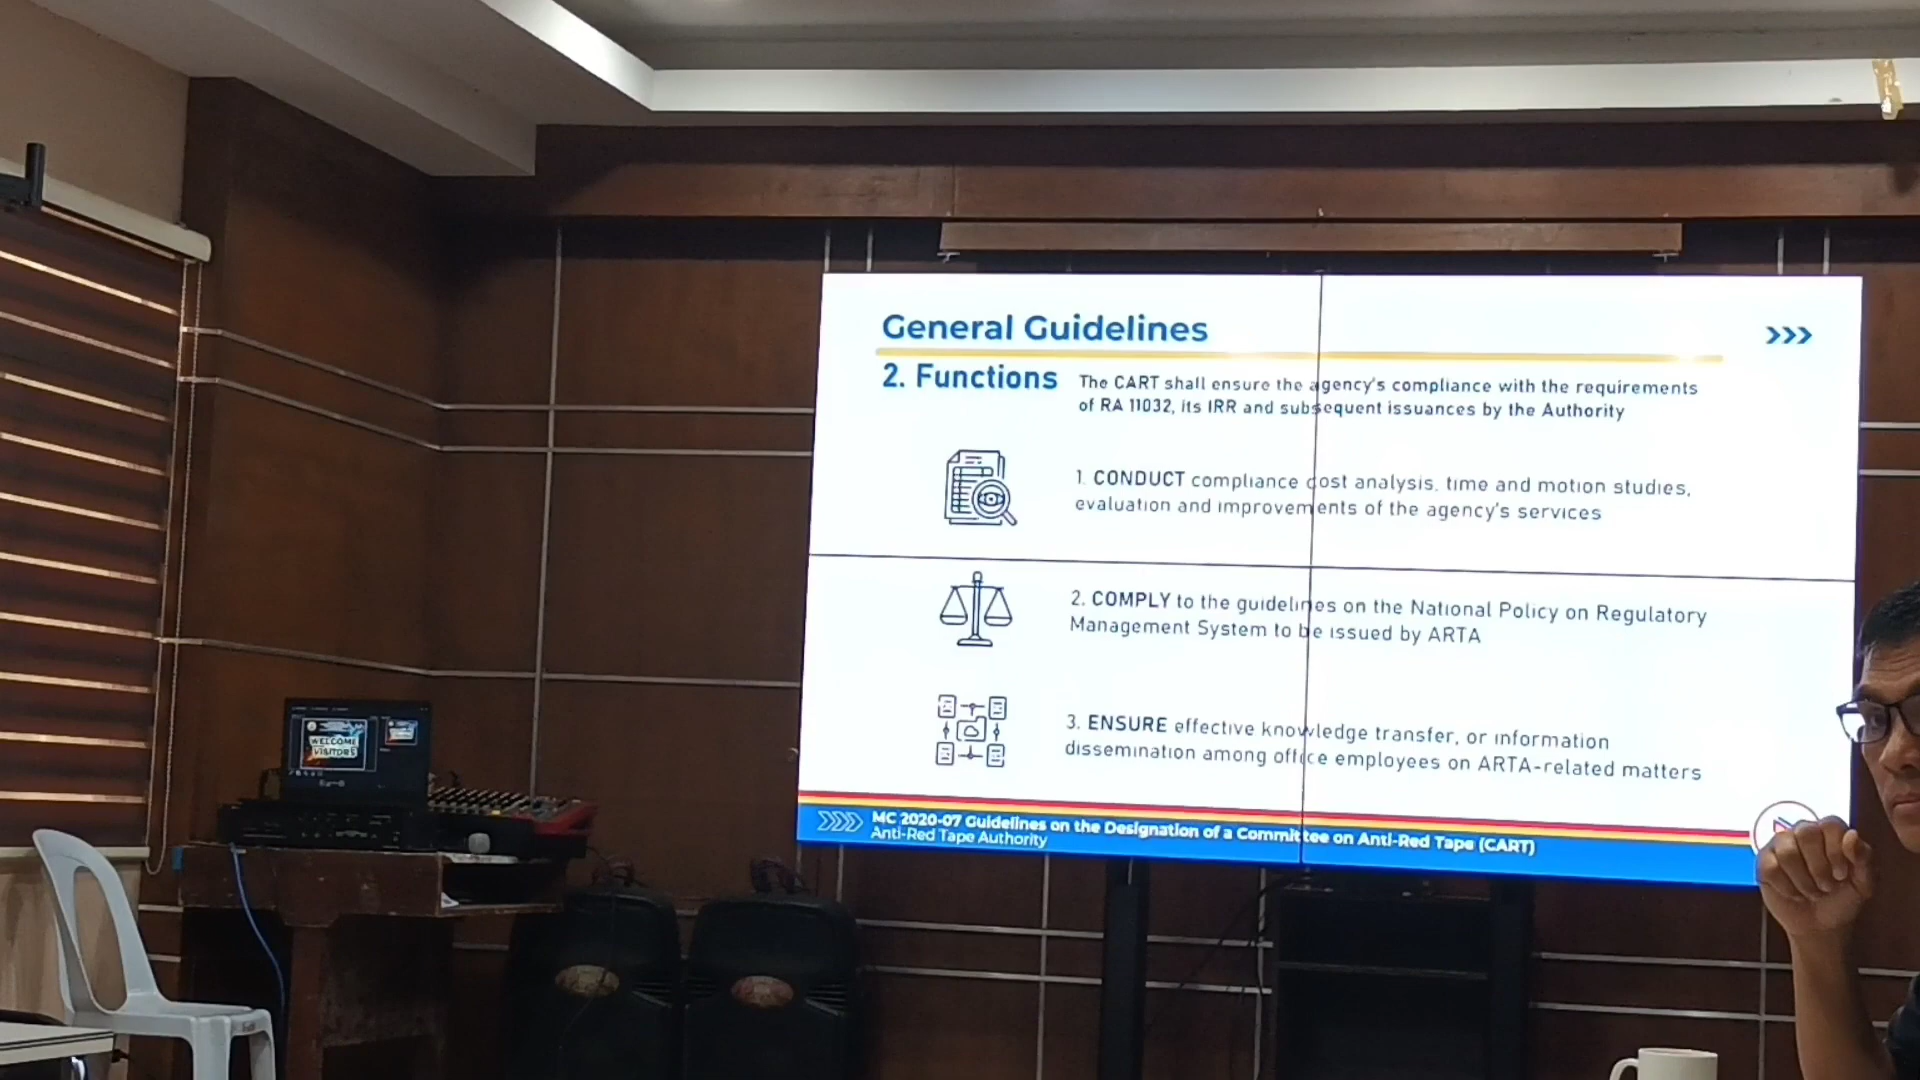 General Guidelines
2. Functions
The CART shall ensure the agency's compliance with the requirements
of RA 11032, its IRR and subsequent issuances by the Authority
1. CONDUCT compliance cost analysis, time and motion studies,
evaluation and improvements of the agency's services
2. COMPLY to the guidelines on the National Policy on Regulatory
Management System to be issued by ARTA
3. ENSURE effective knowledge transfer, or information
dissemination among office employees on ARTA-related matters
MC 2020-07 Guidelines on the Designation of a Committee on Anti-Red Tape (CART)
Anti-Red Tape Authority
WELCOME
VISITORS